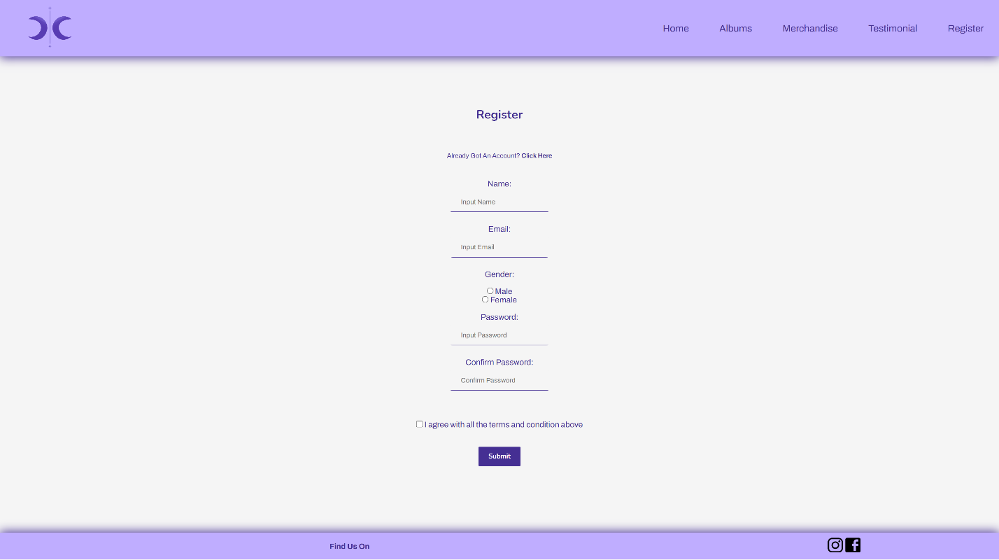 Home Albums Merchandise Testimonial Register
Register
Already Got An Account? Click Here
Name:
Input Name
Email:
Input Email
Gender:
Male
Female
Password:
Input Password
Confirm Password:
Confirm Password
I agree with all the terms and condition above
Submit
Find Us On